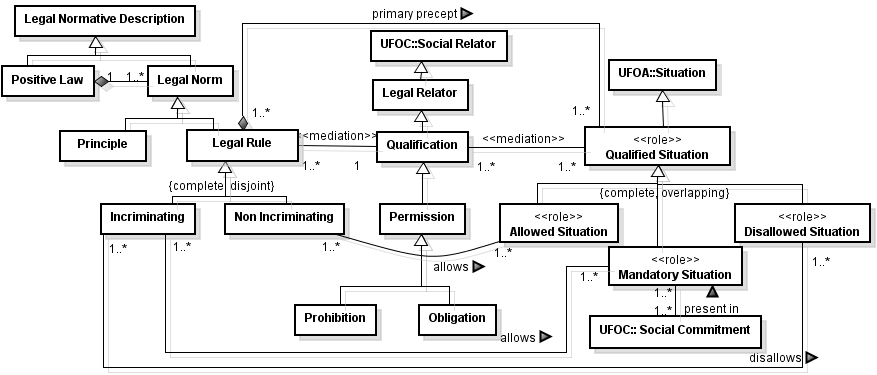 Legal Normative Description
primary precept
UFOC::Social Relator
Positive Law
1
1..*
Legal Norm
UFOA::Situation
Legal Relator
1..*
1..*
Principle
Legal Rule
<mediation>>
Qualification
<<mediation>>
<<role>>
Qualified Situation
1..*
1
1..*
1..*
{complete, disjoint}
{complete, overlapping}
Incriminating
Non Incriminating
Permission
<<role>>
Allowed Situation
<<role>>
Disallowed Situation
1..*
1..*
1..*
1..*
allows
1..*
<<role>>
Mandatory Situation
1..*
1..*
Prohibition
Obligation
1..*
present in
allows
UFOC:: Social Commitment
disallows